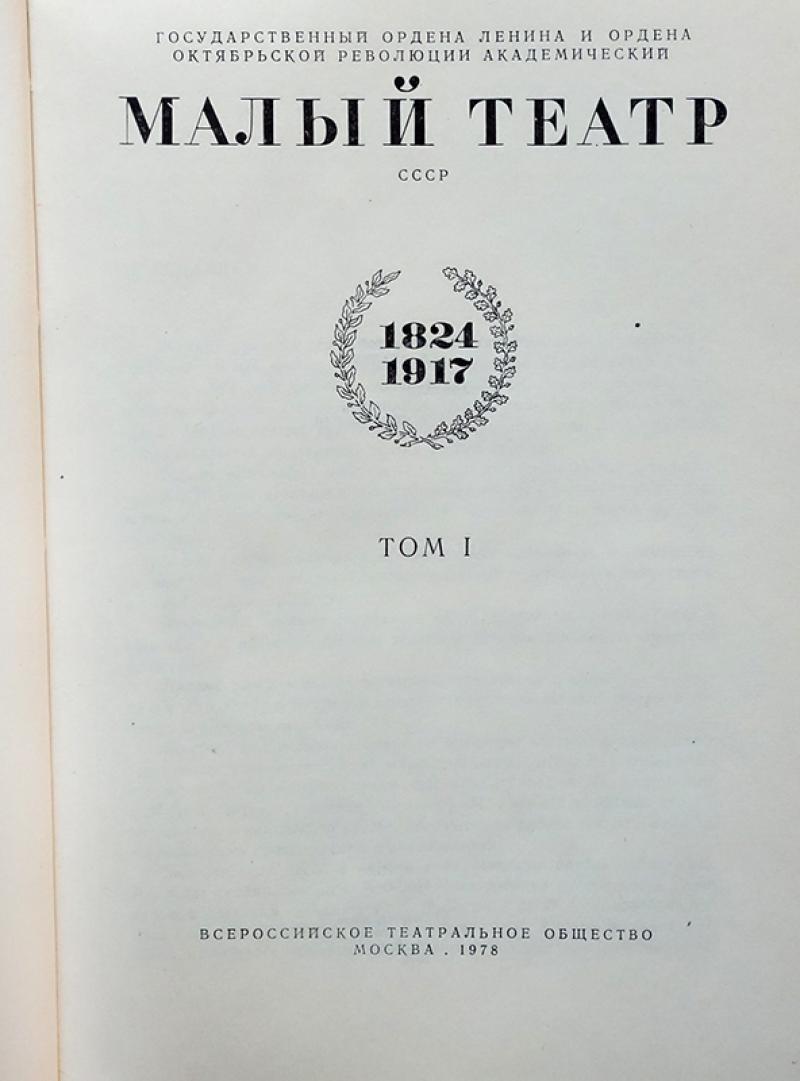 ГОСУДАРСТВЕННЫЙ ОРДЕНА ЛЕНИНА И ОРДЕНА
ОКТЯБРЬСКОЙ РЕВОЛЮЦИИ АКАДЕМИЧЕСКИЙ
МАЛЫЙ ТЕАТР
СССР
1824
1917
ТОМ I
ВСЕРОССИЙСКОЕ ТЕАТРАЛЬНОЕ ОБЩЕСТВО
МОСКВА . 1978